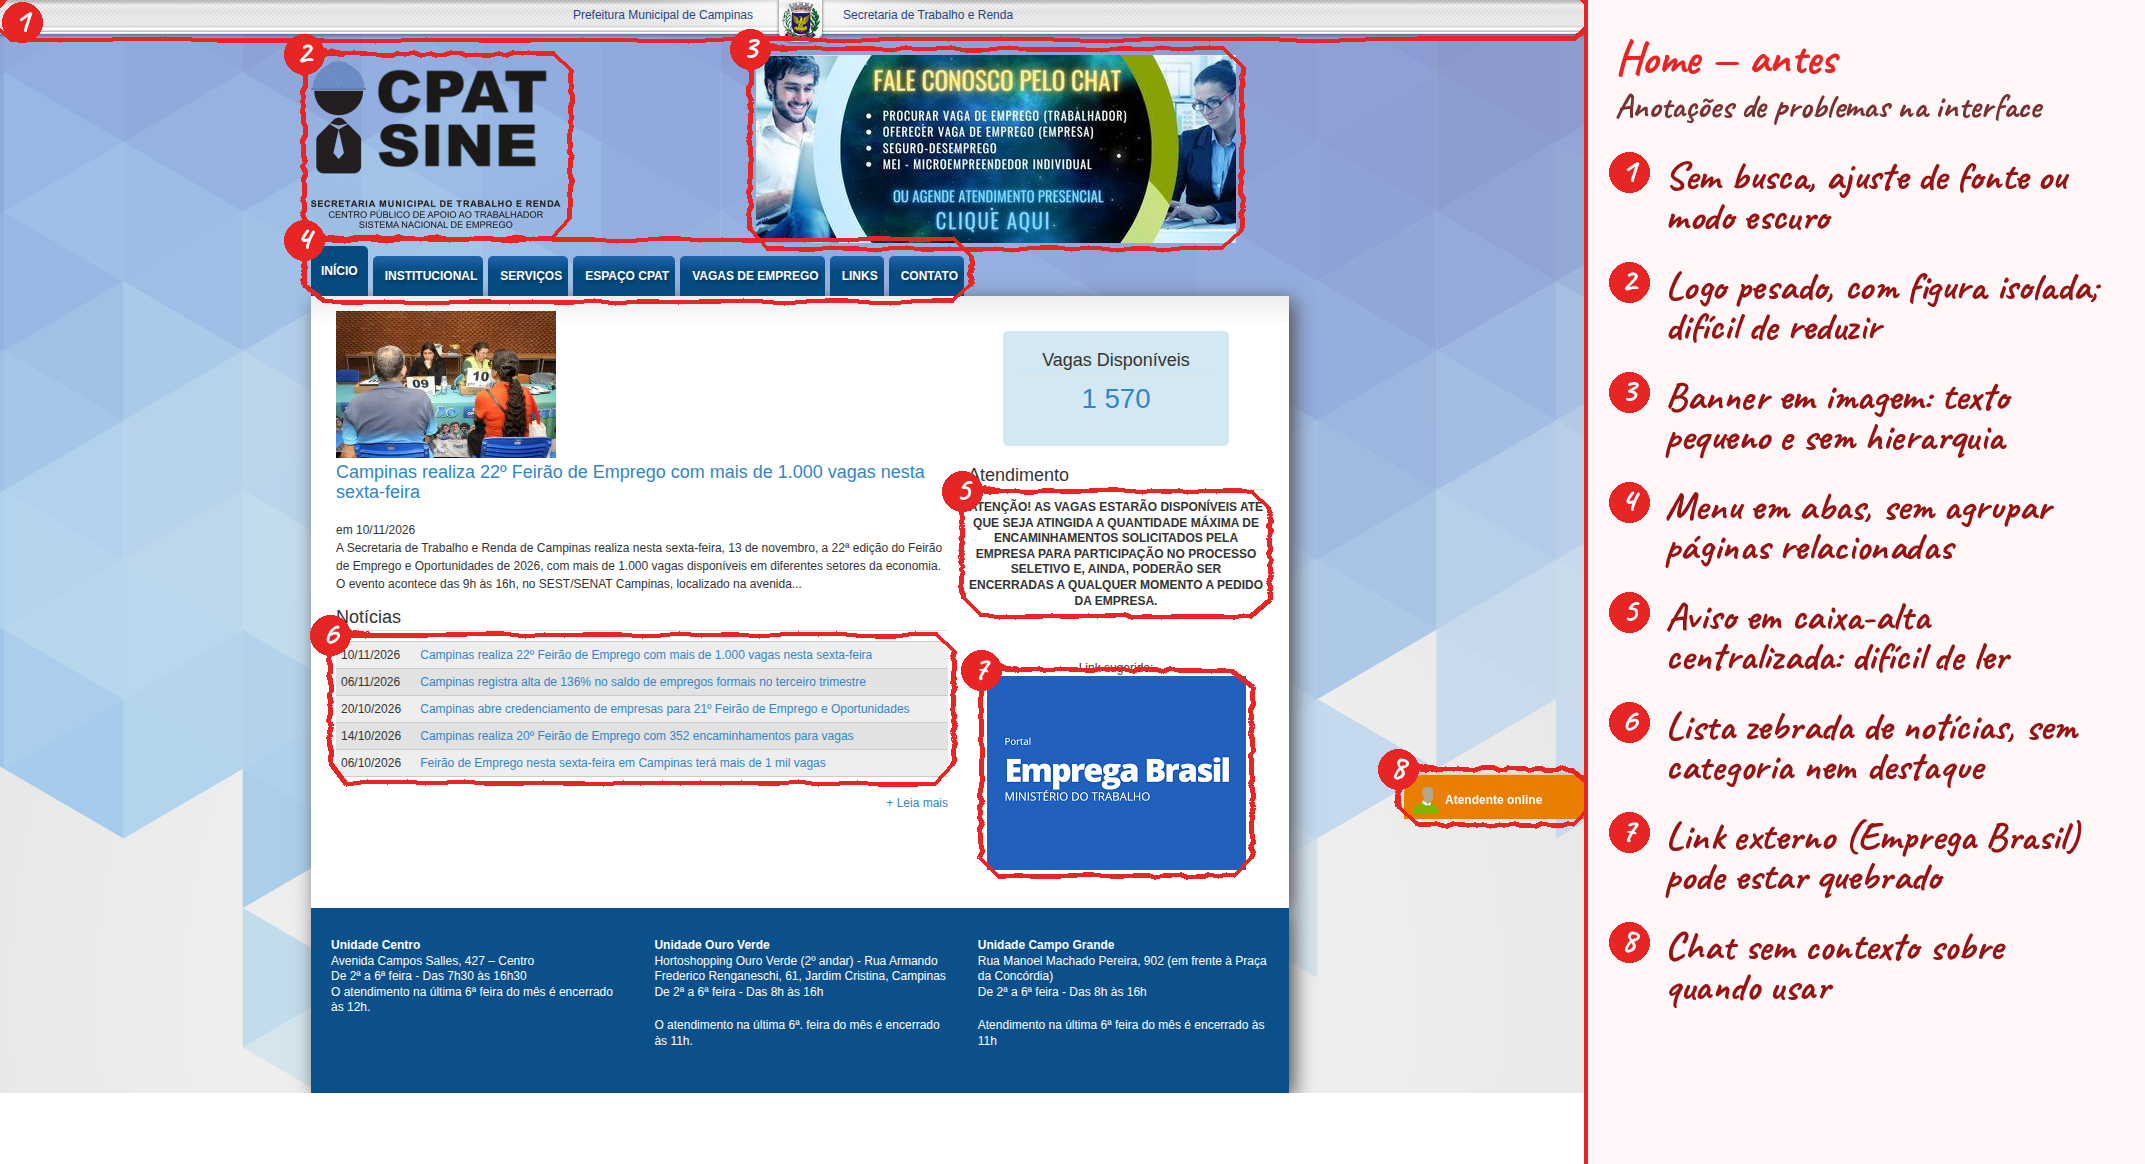 1
Prefeitura Municipal de Campinas
Secretaria de Trabalho e Renda
2
CPAT
SINE
SECRETARIA MUNICIPAL DE TRABALHO E RENDA
CENTRO PÚBLICO DE APOIO AO TRABALHADOR
SISTEMA NACIONAL DE EMPREGO
3
FALE CONOSCO PELO CHAT
• PROCURAR VAGA DE EMPREGO (TRABALHADOR)
• OFERECER VAGA DE EMPREGO (EMPRESA)
• SEGURO-DESEMPREGO
• MEI - MICROEMPREENDEDOR INDIVIDUAL
OU AGENDE ATENDIMENTO PRESENCIAL
CLIQUE AQUI
4
INÍCIO
INSTITUCIONAL
SERVIÇOS
ESPAÇO CPAT
VAGAS DE EMPREGO
LINKS
CONTATO
09
10
Campinas realiza 22º Feirão de Emprego com mais de 1.000 vagas nesta
sexta-feira
em 10/11/2026
A Secretaria de Trabalho e Renda de Campinas realiza nesta sexta-feira, 13 de novembro, a 22ª edição do Feirão
de Emprego e Oportunidades de 2026, com mais de 1.000 vagas disponíveis em diferentes setores da economia.
O evento acontece das 9h às 16h, no SEST/SENAT Campinas, localizado na avenida...
Notícias
6
10/11/2026 Campinas realiza 22º Feirão de Emprego com mais de 1.000 vagas nesta sexta-feira
06/11/2026 Campinas registra alta de 136% no saldo de empregos formais no terceiro trimestre
20/10/2026 Campinas abre credenciamento de empresas para 21º Feirão de Emprego e Oportunidades
14/10/2026 Campinas realiza 20º Feirão de Emprego com 352 encaminhamentos para vagas
06/10/2026 Feirão de Emprego nesta sexta-feira em Campinas terá mais de 1 mil vagas
+ Leia mais
Vagas Disponíveis
1 570
Atendimento
5
ATENÇÃO! AS VAGAS ESTARÃO DISPONÍVEIS ATÉ
QUE SEJA ATINGIDA A QUANTIDADE MÁXIMA DE
ENCAMINHAMENTOS SOLICITADOS PELA
EMPRESA PARA PARTICIPAÇÃO NO PROCESSO
SELETIVO E, AINDA, PODERÃO SER
ENCERRADAS A QUALQUER MOMENTO A PEDIDO
DA EMPRESA.
Link sugerido:
7
Portal
Emprega Brasil
MINISTÉRIO DO TRABALHO
8
Atendente online
Unidade Centro
Avenida Campos Salles, 427 – Centro
De 2ª a 6ª feira - Das 7h30 às 16h30
O atendimento na última 6ª feira do mês é encerrado
às 12h.
Unidade Ouro Verde
Hortoshopping Ouro Verde (2º andar) - Rua Armando
Frederico Renganeschi, 61, Jardim Cristina, Campinas
De 2ª a 6ª feira - Das 8h às 16h
O atendimento na última 6ª. feira do mês é encerrado
às 11h.
Unidade Campo Grande
Rua Manoel Machado Pereira, 902 (em frente à Praça
da Concórdia)
De 2ª a 6ª feira - Das 8h às 16h
Atendimento na última 6ª feira do mês é encerrado às
11h
Home – antes
Anotações de problemas na interface
1 Sem busca, ajuste de fonte ou
modo escuro
2 Logo pesado, com figura isolada;
difícil de reduzir
3 Banner em imagem: texto
pequeno e sem hierarquia
4 Menu em abas, sem agrupar
páginas relacionadas
5 Aviso em caixa-alta
centralizada: difícil de ler
6 Lista zebrada de notícias, sem
categoria nem destaque
7 Link externo (Emprega Brasil)
pode estar quebrado
8 Chat sem contexto sobre
quando usar